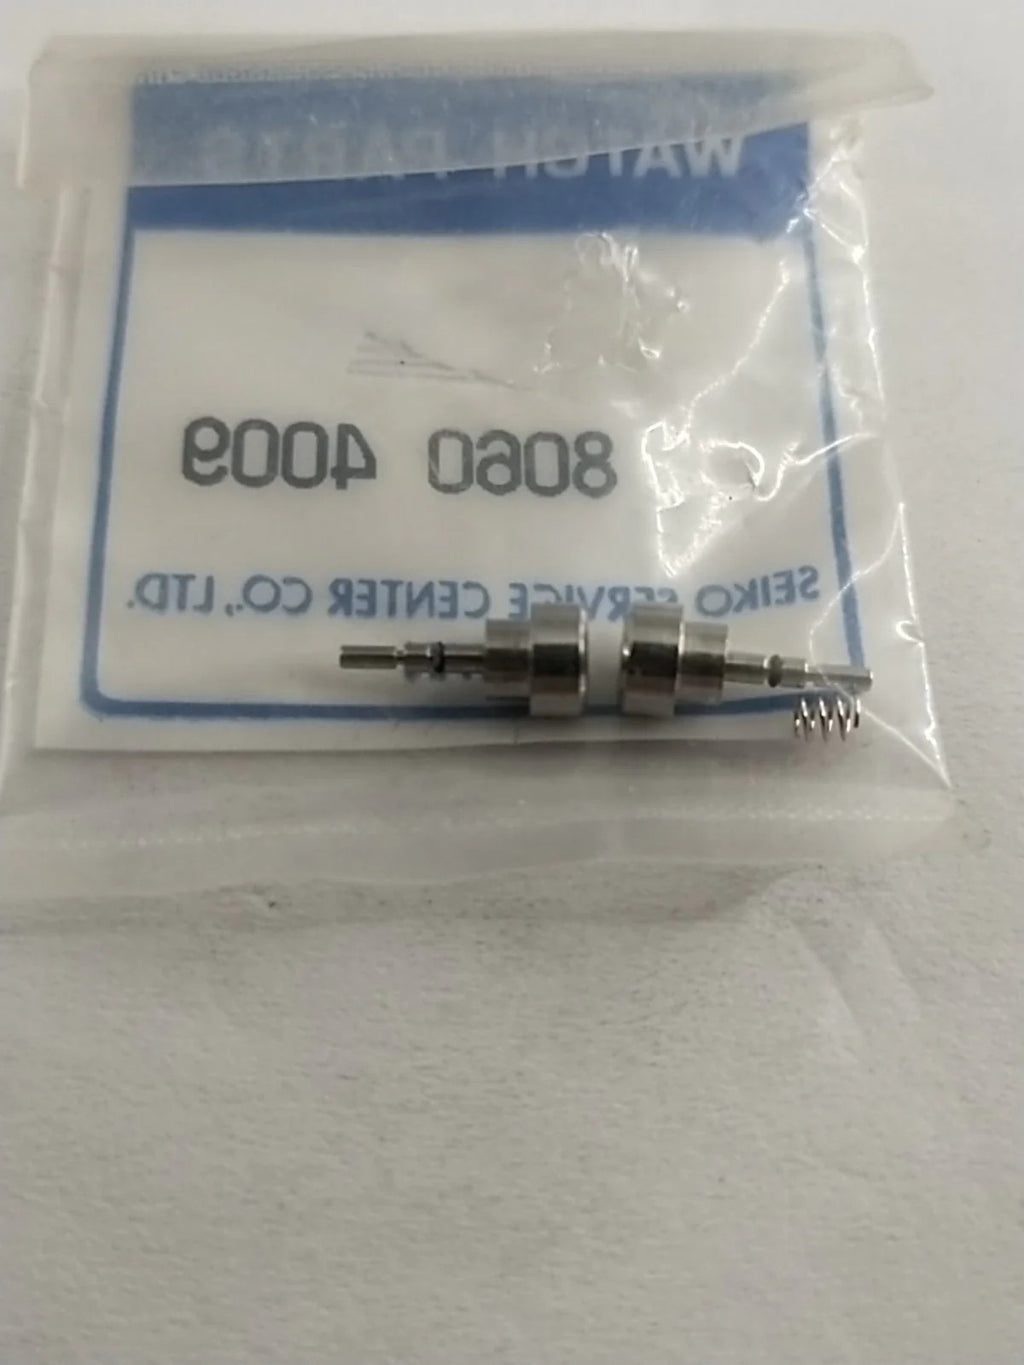 WATCH PARTS
8060 4009
SEIKO SERVICE CENTER CO., LTD.